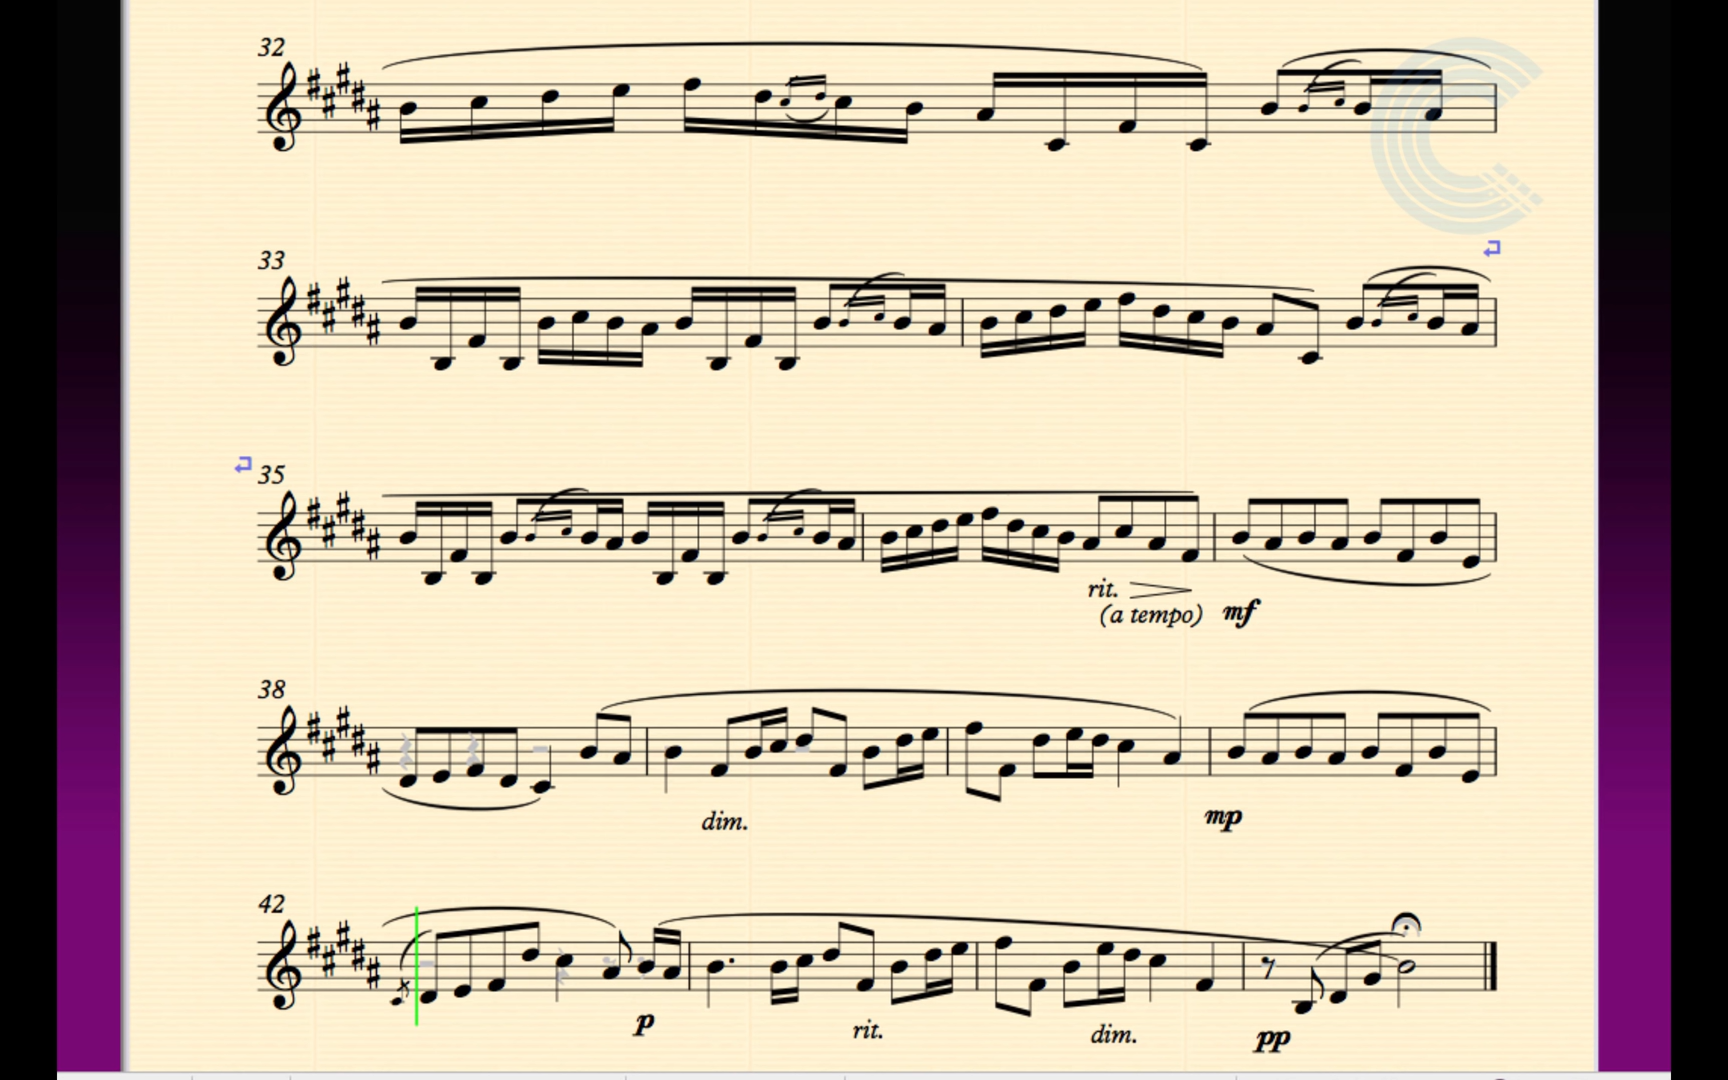 32
33
35
rit.
(a tempo) mf
38
dim.
mp
42
p
rit.
dim.
pp